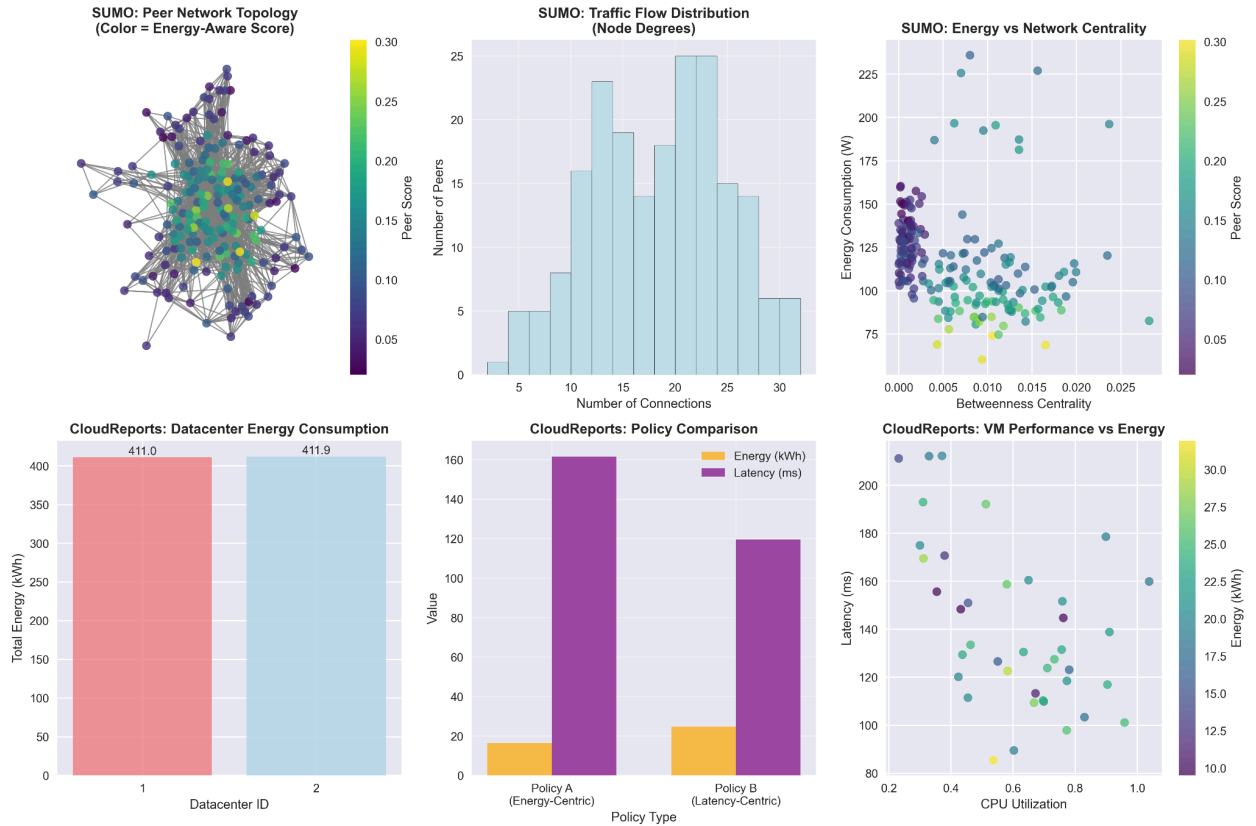 SUMO: Peer Network Topology
(Color = Energy-Aware Score)
0.30
0.25
0.20
0.15
0.10
0.05
Peer Score
SUMO: Traffic Flow Distribution
(Node Degrees)
25
20
15
10
5
0
Number of Peers
5
10
15
20
25
30
Number of Connections
SUMO: Energy vs Network Centrality
225
200
175
150
125
100
75
Energy Consumption (W)
0.000
0.005
0.010
0.015
0.020
0.025
Betweenness Centrality
0.30
0.25
0.20
0.15
0.10
0.05
Peer Score
CloudReports: Datacenter Energy Consumption
411.0
411.9
400
350
300
250
200
150
100
50
0
Total Energy (kWh)
1
2
Datacenter ID
CloudReports: Policy Comparison
Energy (kWh)
Latency (ms)
160
140
120
100
80
60
40
20
0
Value
Policy A
(Energy-Centric)
Policy B
(Latency-Centric)
Policy Type
CloudReports: VM Performance vs Energy
200
180
160
140
120
100
80
Latency (ms)
0.2
0.4
0.6
0.8
1.0
CPU Utilization
30.0
27.5
25.0
22.5
20.0
17.5
15.0
12.5
10.0
Energy (kWh)